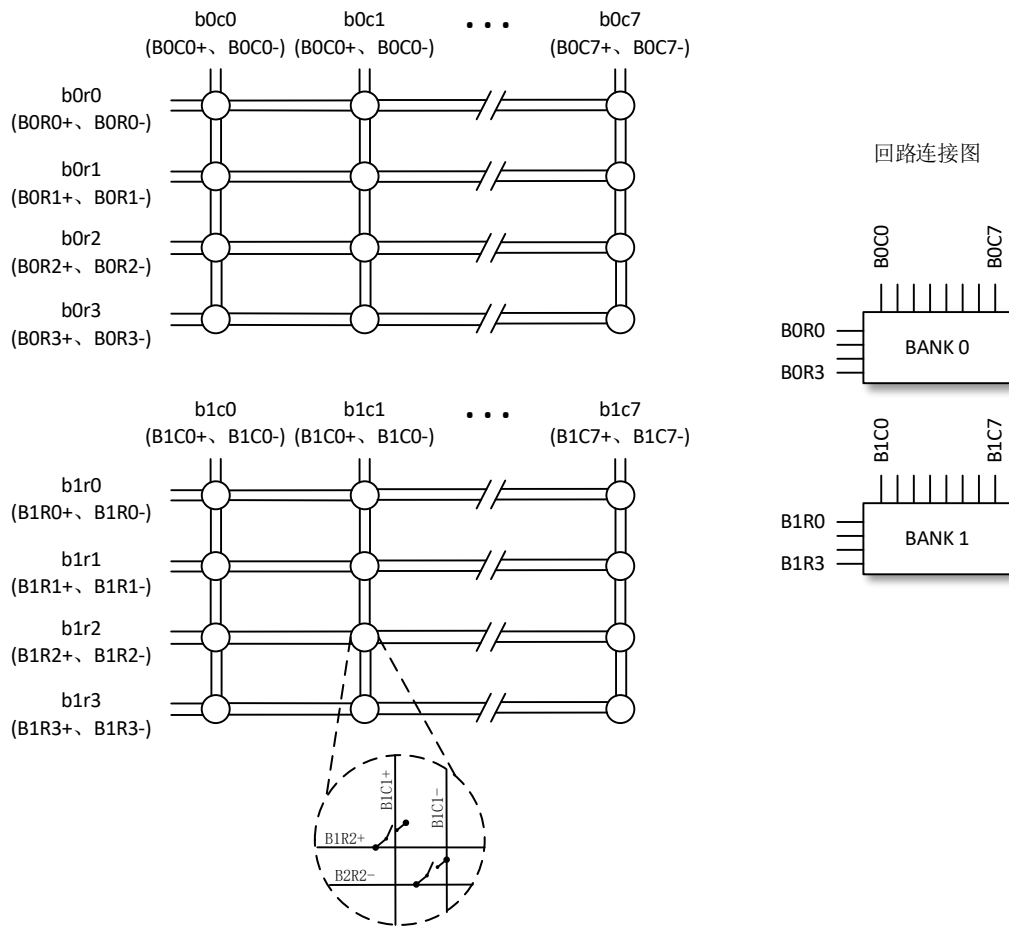 b0c0 b0c1 ... b0c7
(B0C0+、B0C0-) (B0C0+、B0C0-) (B0C7+、B0C7-)
b0r0
(B0R0+、B0R0-)
b0r1
(B0R1+、B0R1-)
b0r2
(B0R2+、B0R2-)
b0r3
(B0R3+、B0R3-)
b1c0 b1c1 ... b1c7
(B1C0+、B1C0-) (B1C0+、B1C0-) (B1C7+、B1C7-)
b1r0
(B1R0+、B1R0-)
b1r1
(B1R1+、B1R1-)
b1r2
(B1R2+、B1R2-)
b1r3
(B1R3+、B1R3-)
B1C1+
B1C1-
B1R2+
B2R2-
回路连接图
B0C0
B0C7
B0R0
BANK 0
B0R3
B1C0
B1C7
B1R0
BANK 1
B1R3